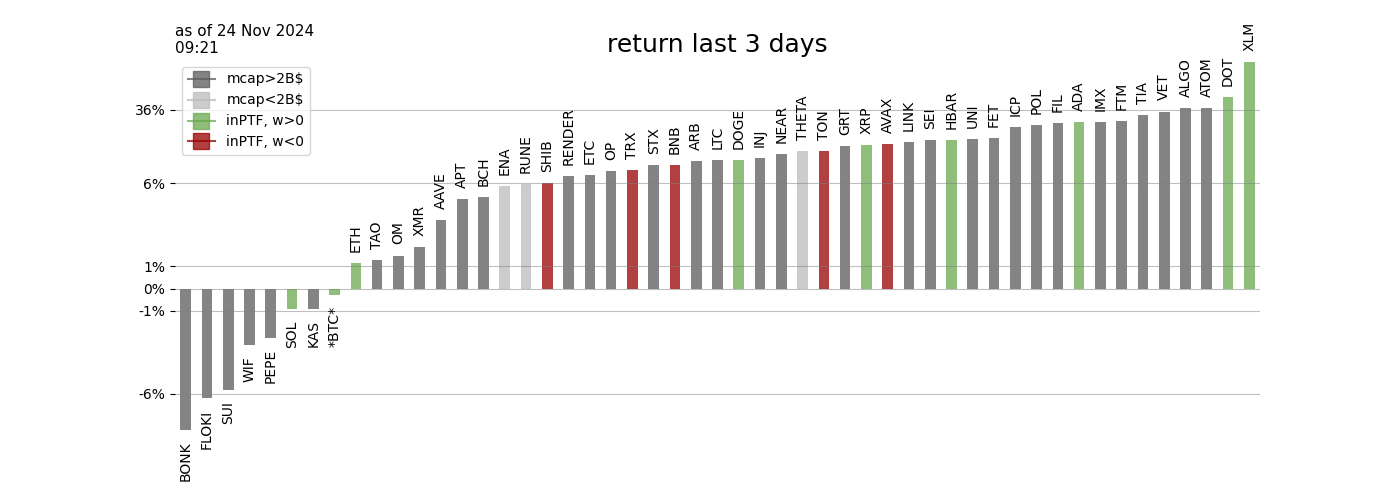 as of 24 Nov 2024
09:21
return last 3 days
mcap>2B$
mcap<2B$
inPTF, w>0
inPTF, w<0
36%
6%
1%
0%
-1%
-6%
BONK
FLOKI
SUI
WIF
PEPE
SOL
KAS
*BTC*
ETH
TAO
OM
XMR
AAVE
APT
BCH
ENA
RUNE
SHIB
RENDER
ETC
OP
TRX
STX
BNB
ARB
LTC
DOGE
INJ
NEAR
THETA
TON
GRT
XRP
AVAX
LINK
SEI
HBAR
UNI
FET
ICP
POL
FIL
ADA
IMX
FTM
TIA
VET
ALGO
ATOM
DOT
XLM